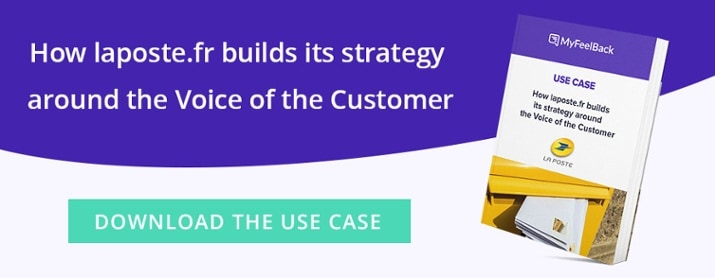 How laposte.fr builds its strategy
around the Voice of the Customer
DOWNLOAD THE USE CASE
MyFeelBack
USE CASE
How laposte.fr builds
its strategy around
the Voice of the Customer
LA POSTE